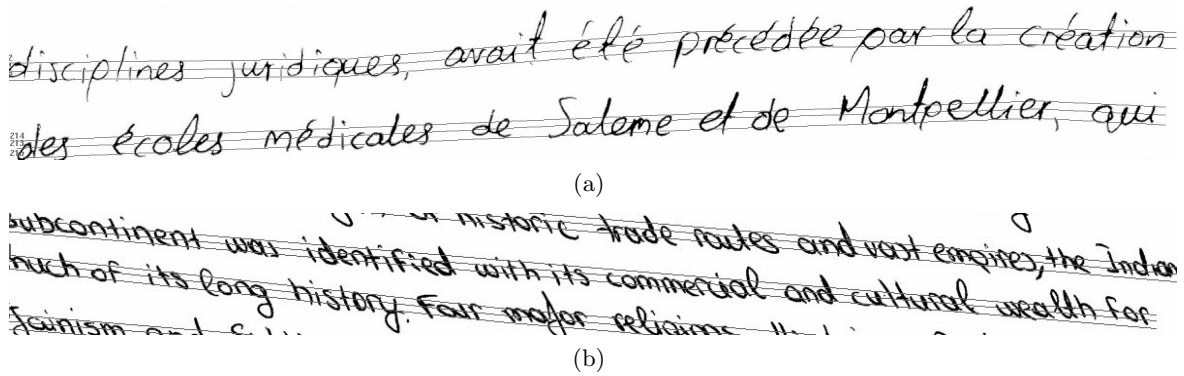 disciplines juridiques, avait été précédée par la création
214
des écoles médicales de Saleme et de Montpellier, qui
(a)
historic trade routes and vast empires, the Indian
subcontinent was identified with its commercial and cultural wealth for
much of its long history. Four major religions
Jainism and
(b)